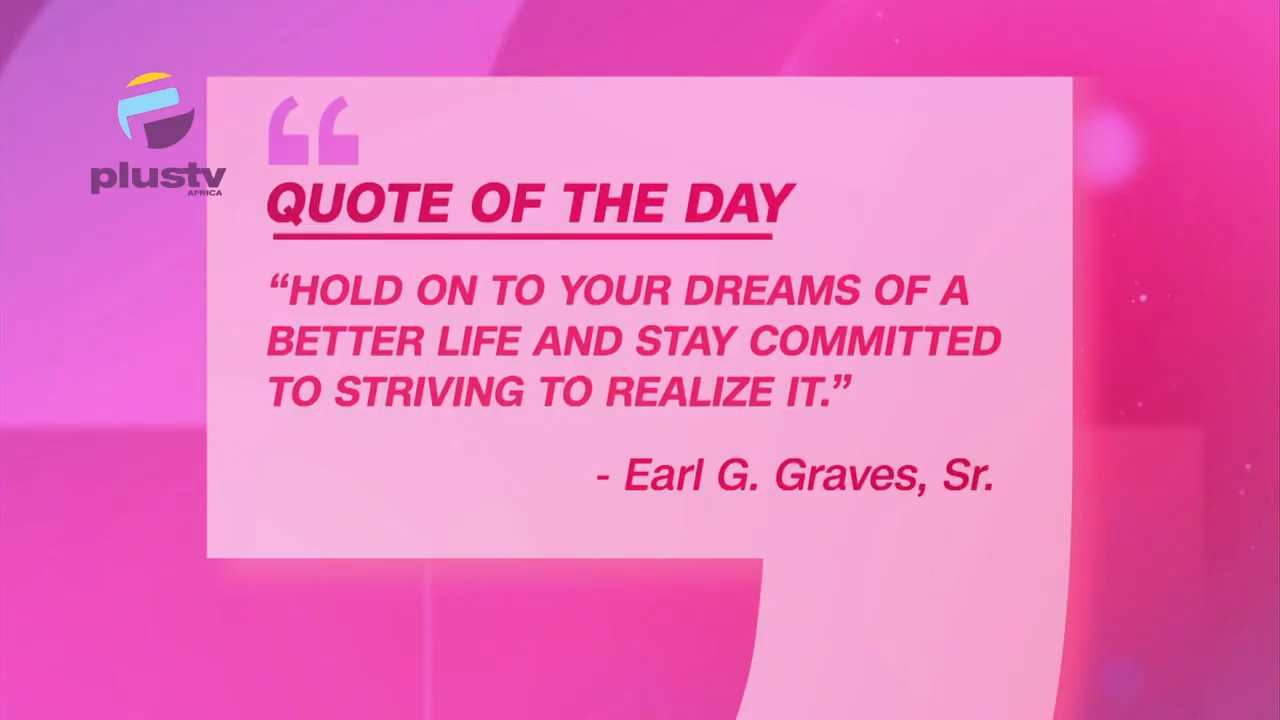 plustv
AFRICA
QUOTE OF THE DAY
“HOLD ON TO YOUR DREAMS OF A
BETTER LIFE AND STAY COMMITTED
TO STRIVING TO REALIZE IT.”
- Earl G. Graves, Sr.